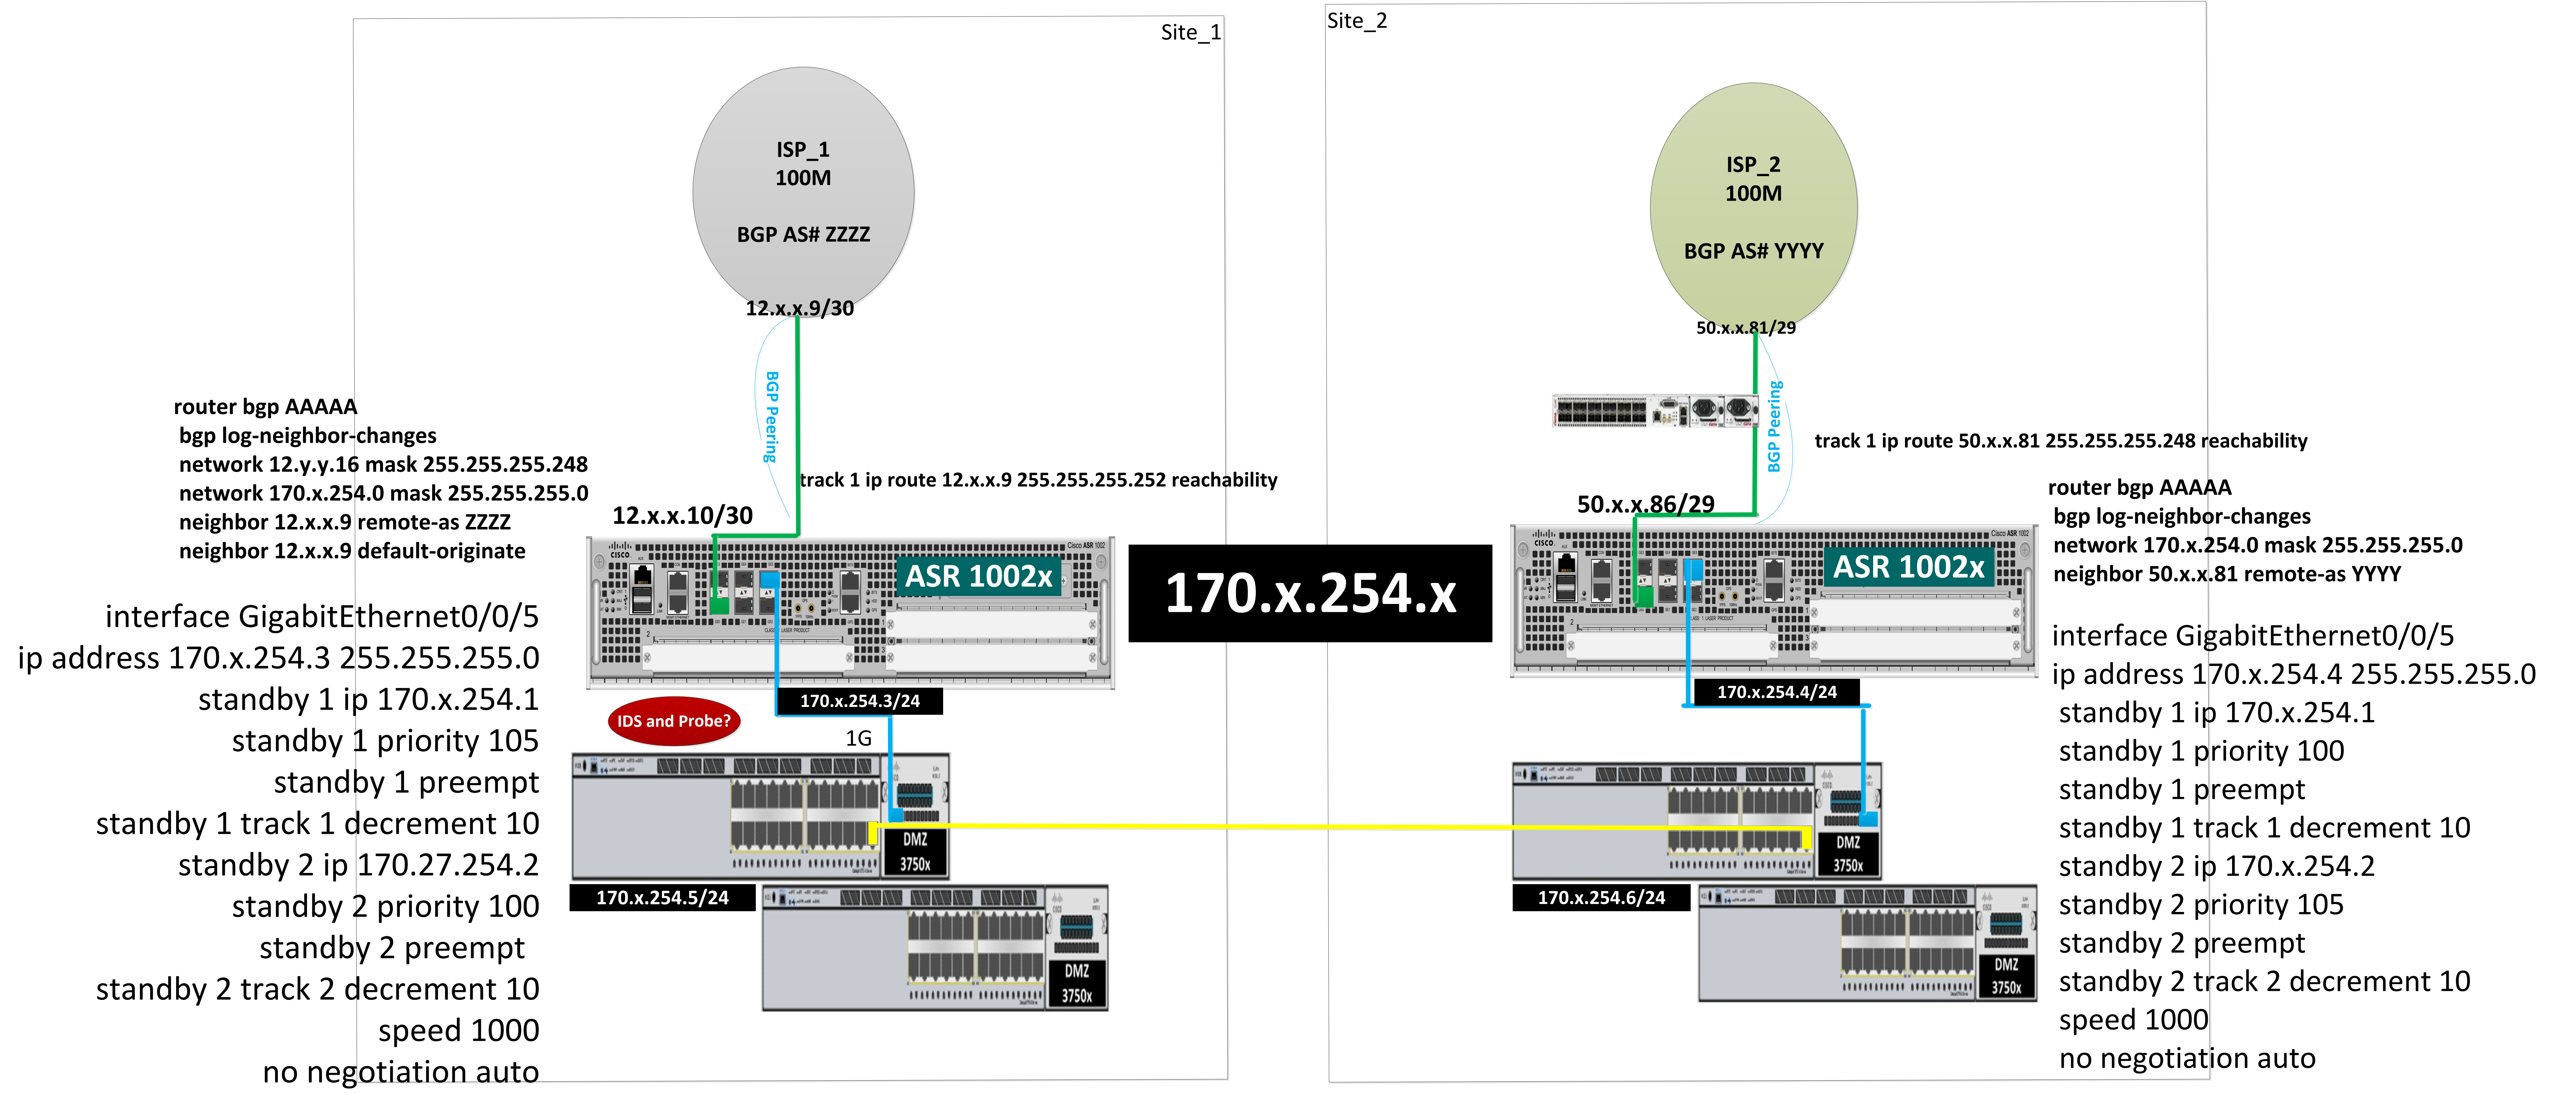 Site_1
ISP_1
100M
BGP AS# ZZZZ
12.x.x.9/30
BGP Peering
router bgp AAAAA
bgp log-neighbor-changes
network 12.y.y.16 mask 255.255.255.248
network 170.x.254.0 mask 255.255.255.0
neighbor 12.x.x.9 remote-as ZZZZ
neighbor 12.x.x.9 default-originate
track 1 ip route 12.x.x.9 255.255.255.252 reachability
12.x.x.10/30
CISCO
Cisco ASR 1002
ASR 1002x
interface GigabitEthernet0/0/5
ip address 170.x.254.3 255.255.255.0
standby 1 ip 170.x.254.1
standby 1 priority 105
standby 1 preempt
standby 1 track 1 decrement 10
standby 2 ip 170.27.254.2
standby 2 priority 100
standby 2 preempt
standby 2 track 2 decrement 10
speed 1000
no negotiation auto
170.x.254.3/24
IDS and Probe?
1G
DMZ
3750x
170.x.254.5/24
DMZ
3750x
170.x.254.x
Site_2
ISP_2
100M
BGP AS# YYYY
50.x.x.81/29
BGP Peering
track 1 ip route 50.x.x.81 255.255.255.248 reachability
50.x.x.86/29
router bgp AAAAA
bgp log-neighbor-changes
network 170.x.254.0 mask 255.255.255.0
neighbor 50.x.x.81 remote-as YYYY
CISCO
Cisco ASR 1002
ASR 1002x
interface GigabitEthernet0/0/5
ip address 170.x.254.4 255.255.255.0
standby 1 ip 170.x.254.1
standby 1 priority 100
standby 1 preempt
standby 1 track 1 decrement 10
standby 2 ip 170.x.254.2
standby 2 priority 105
standby 2 preempt
standby 2 track 2 decrement 10
speed 1000
no negotiation auto
170.x.254.4/24
DMZ
3750x
170.x.254.6/24
DMZ
3750x